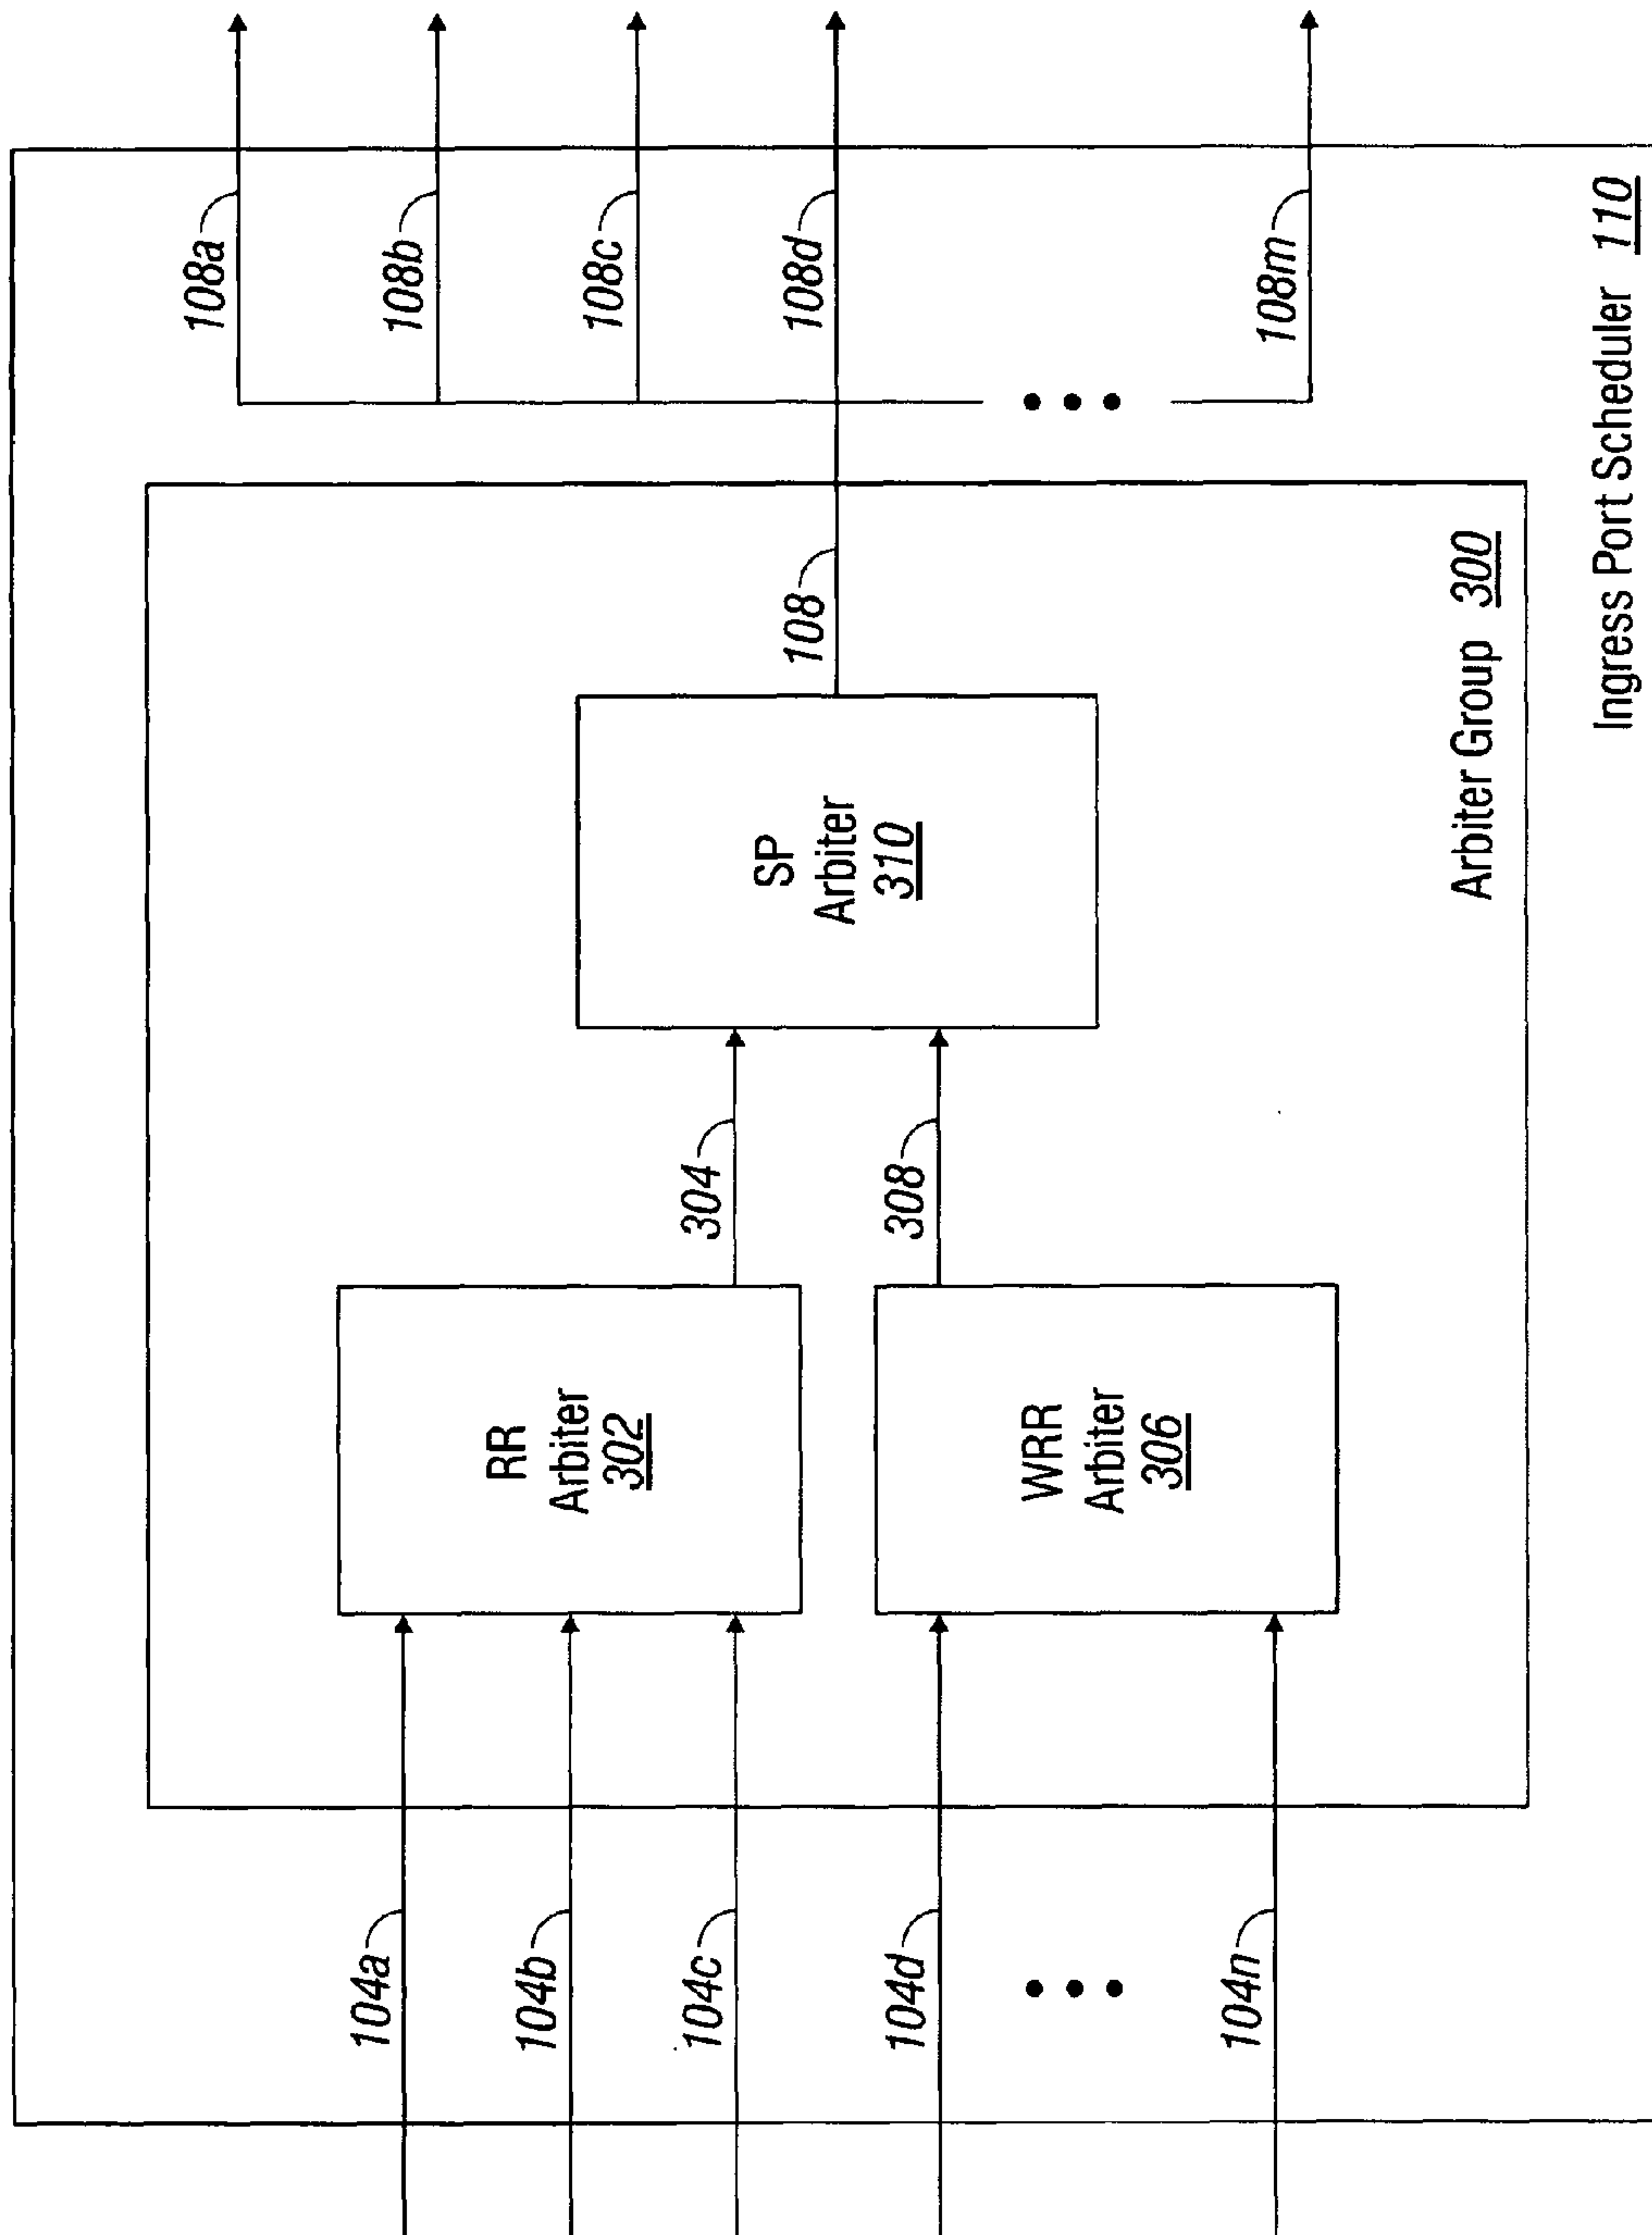 104a
104b
104c
104d
104n
RR
Arbiter
302
WRR
Arbiter
306
304
308
SP
Arbiter
310
108
108a
108b
108c
108d
108m
Arbiter Group 300
Ingress Port Scheduler 110